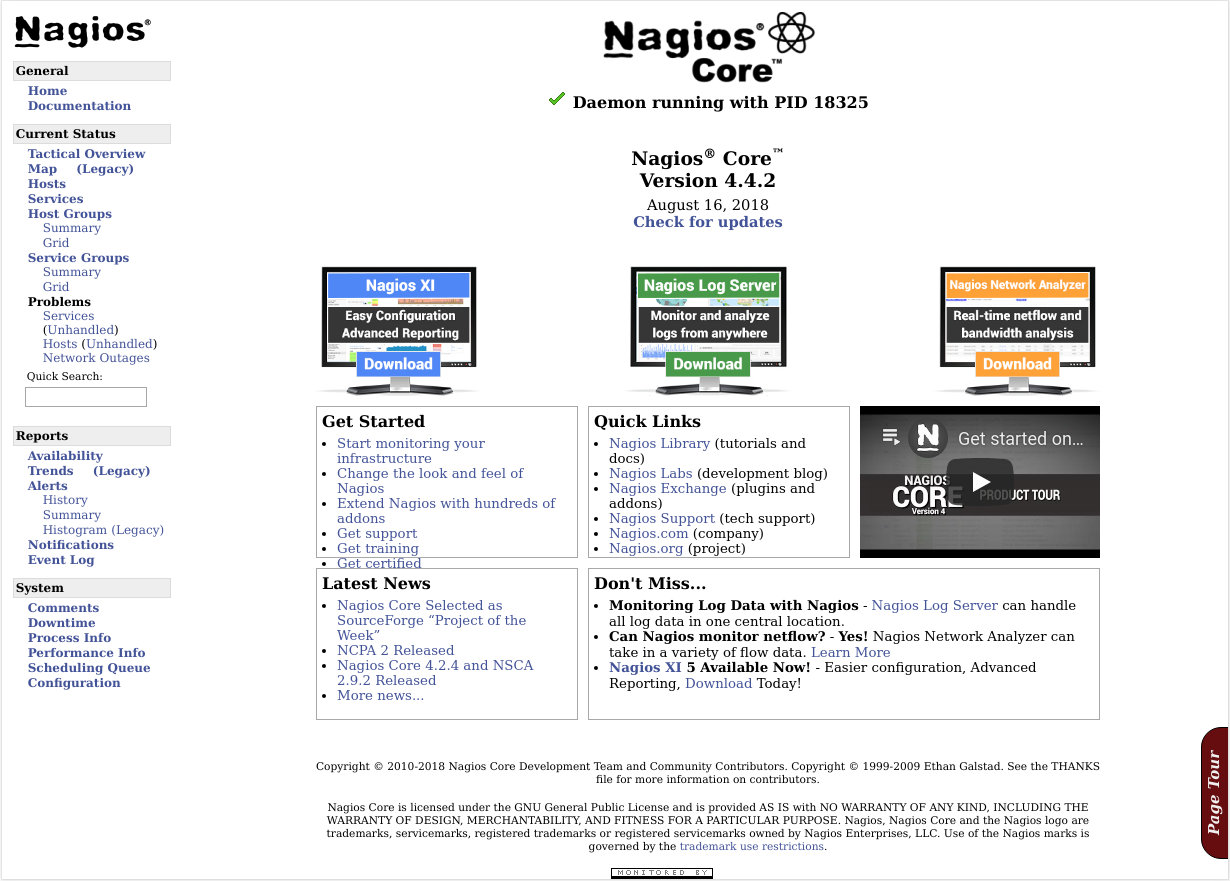 Nagios®
General
Home
Documentation
Current Status
Tactical Overview
Map (Legacy)
Hosts
Services
Host Groups
Summary
Grid
Service Groups
Summary
Grid
Problems
Services
(Unhandled)
Hosts (Unhandled)
Network Outages
Quick Search:
Reports
Availability
Trends (Legacy)
Alerts
History
Summary
Histogram (Legacy)
Notifications
Event Log
System
Comments
Downtime
Process Info
Performance Info
Scheduling Queue
Configuration
Nagios®
Core™
Daemon running with PID 18325
Nagios® Core™
Version 4.4.2
August 16, 2018
Check for updates
Nagios XI
Easy Configuration
Advanced Reporting
Download
Nagios Log Server
Monitor and analyze
logs from anywhere
Download
Nagios Network Analyzer
Real-time netflow and
bandwidth analysis
Download
Get Started
• Start monitoring your
infrastructure
• Change the look and feel of
Nagios
• Extend Nagios with hundreds of
addons
• Get support
• Get training
• Get certified
Quick Links
• Nagios Library (tutorials and
docs)
• Nagios Labs (development blog)
• Nagios Exchange (plugins and
addons)
• Nagios Support (tech support)
• Nagios.com (company)
• Nagios.org (project)
N
Get started on...
NAGIOS
CORE
Version 4
PRODUCT TOUR
Latest News
• Nagios Core Selected as
SourceForge “Project of the
Week”
• NCPA 2 Released
• Nagios Core 4.2.4 and NSCA
2.9.2 Released
• More news...
Don't Miss...
• Monitoring Log Data with Nagios - Nagios Log Server can handle
all log data in one central location.
• Can Nagios monitor netflow? - Yes! Nagios Network Analyzer can
take in a variety of flow data. Learn More
• Nagios XI 5 Available Now! - Easier configuration, Advanced
Reporting, Download Today!
Page Tour
Copyright © 2010-2018 Nagios Core Development Team and Community Contributors. Copyright © 1999-2009 Ethan Galstad. See the THANKS
file for more information on contributors.
Nagios Core is licensed under the GNU General Public License and is provided AS IS with NO WARRANTY OF ANY KIND, INCLUDING THE
WARRANTY OF DESIGN, MERCHANTABILITY, AND FITNESS FOR A PARTICULAR PURPOSE. Nagios, Nagios Core and the Nagios logo are
trademarks, servicemarks, registered trademarks or registered servicemarks owned by Nagios Enterprises, LLC. Use of the Nagios marks is
governed by the trademark use restrictions.
MONITORED BY